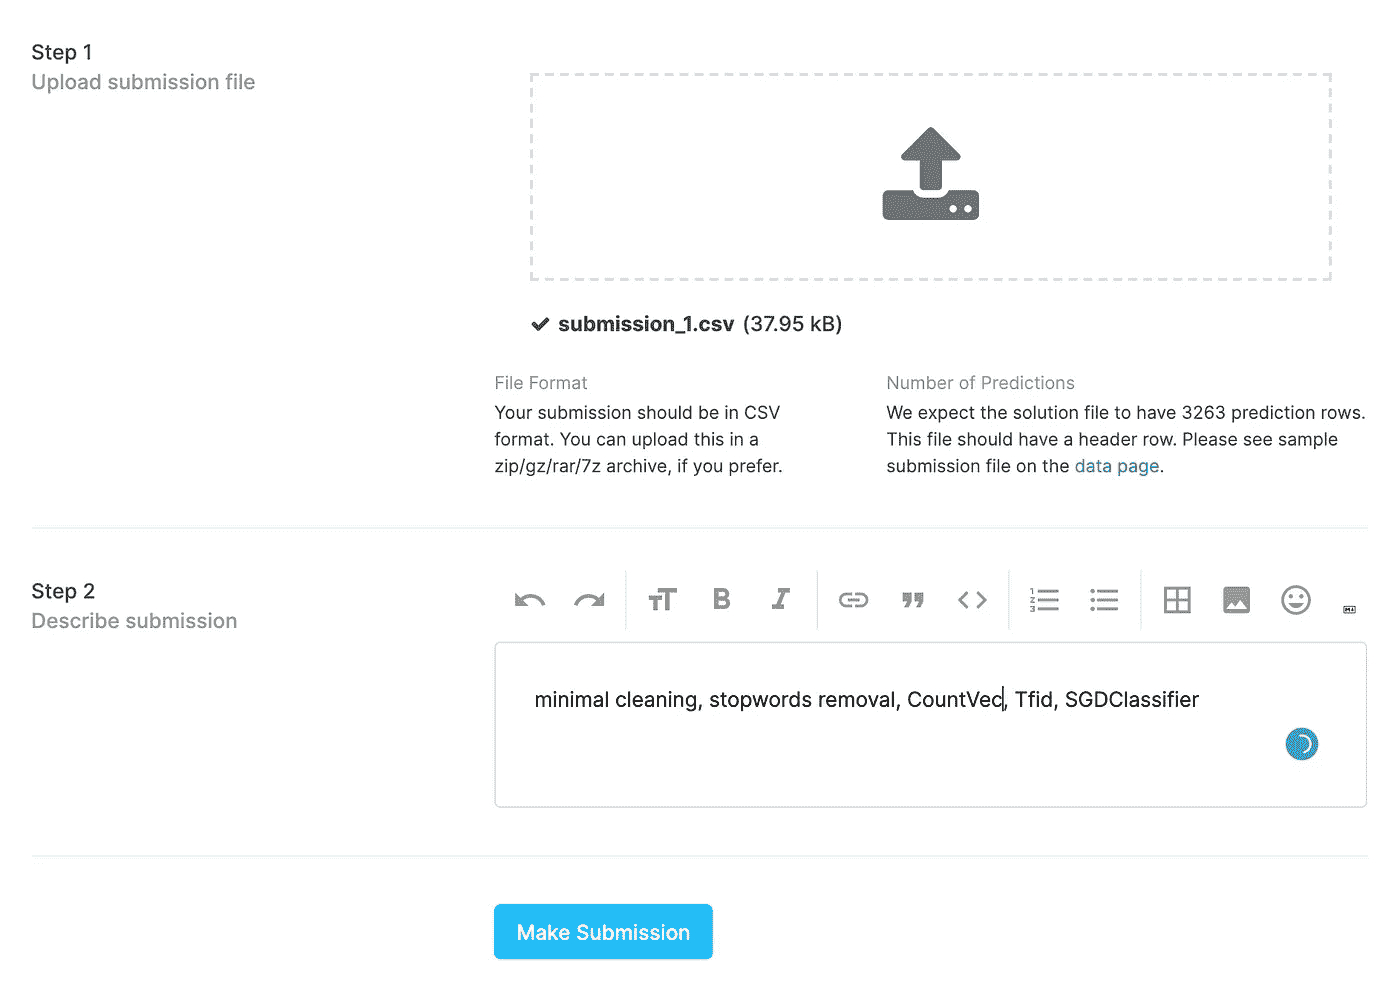 Step 1
Upload submission file
submission_1.csv (37.95 kB)
File Format
Your submission should be in CSV
format. You can upload this in a
zip/gz/rar/7z archive, if you prefer.
Number of Predictions
We expect the solution file to have 3263 prediction rows.
This file should have a header row. Please see sample
submission file on the data page.
Step 2
Describe submission
minimal cleaning, stopwords removal, CountVec, Tfid, SGDClassifier
Make Submission